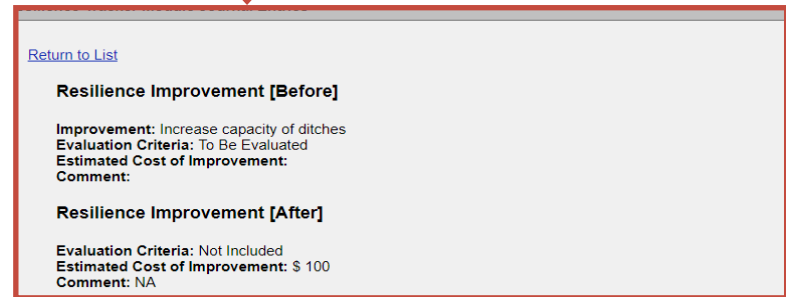 Return to List
Resilience Improvement [Before]
Improvement: Increase capacity of ditches
Evaluation Criteria: To Be Evaluated
Estimated Cost of Improvement:
Comment:
Resilience Improvement [After]
Evaluation Criteria: Not Included
Estimated Cost of Improvement: $ 100
Comment: NA